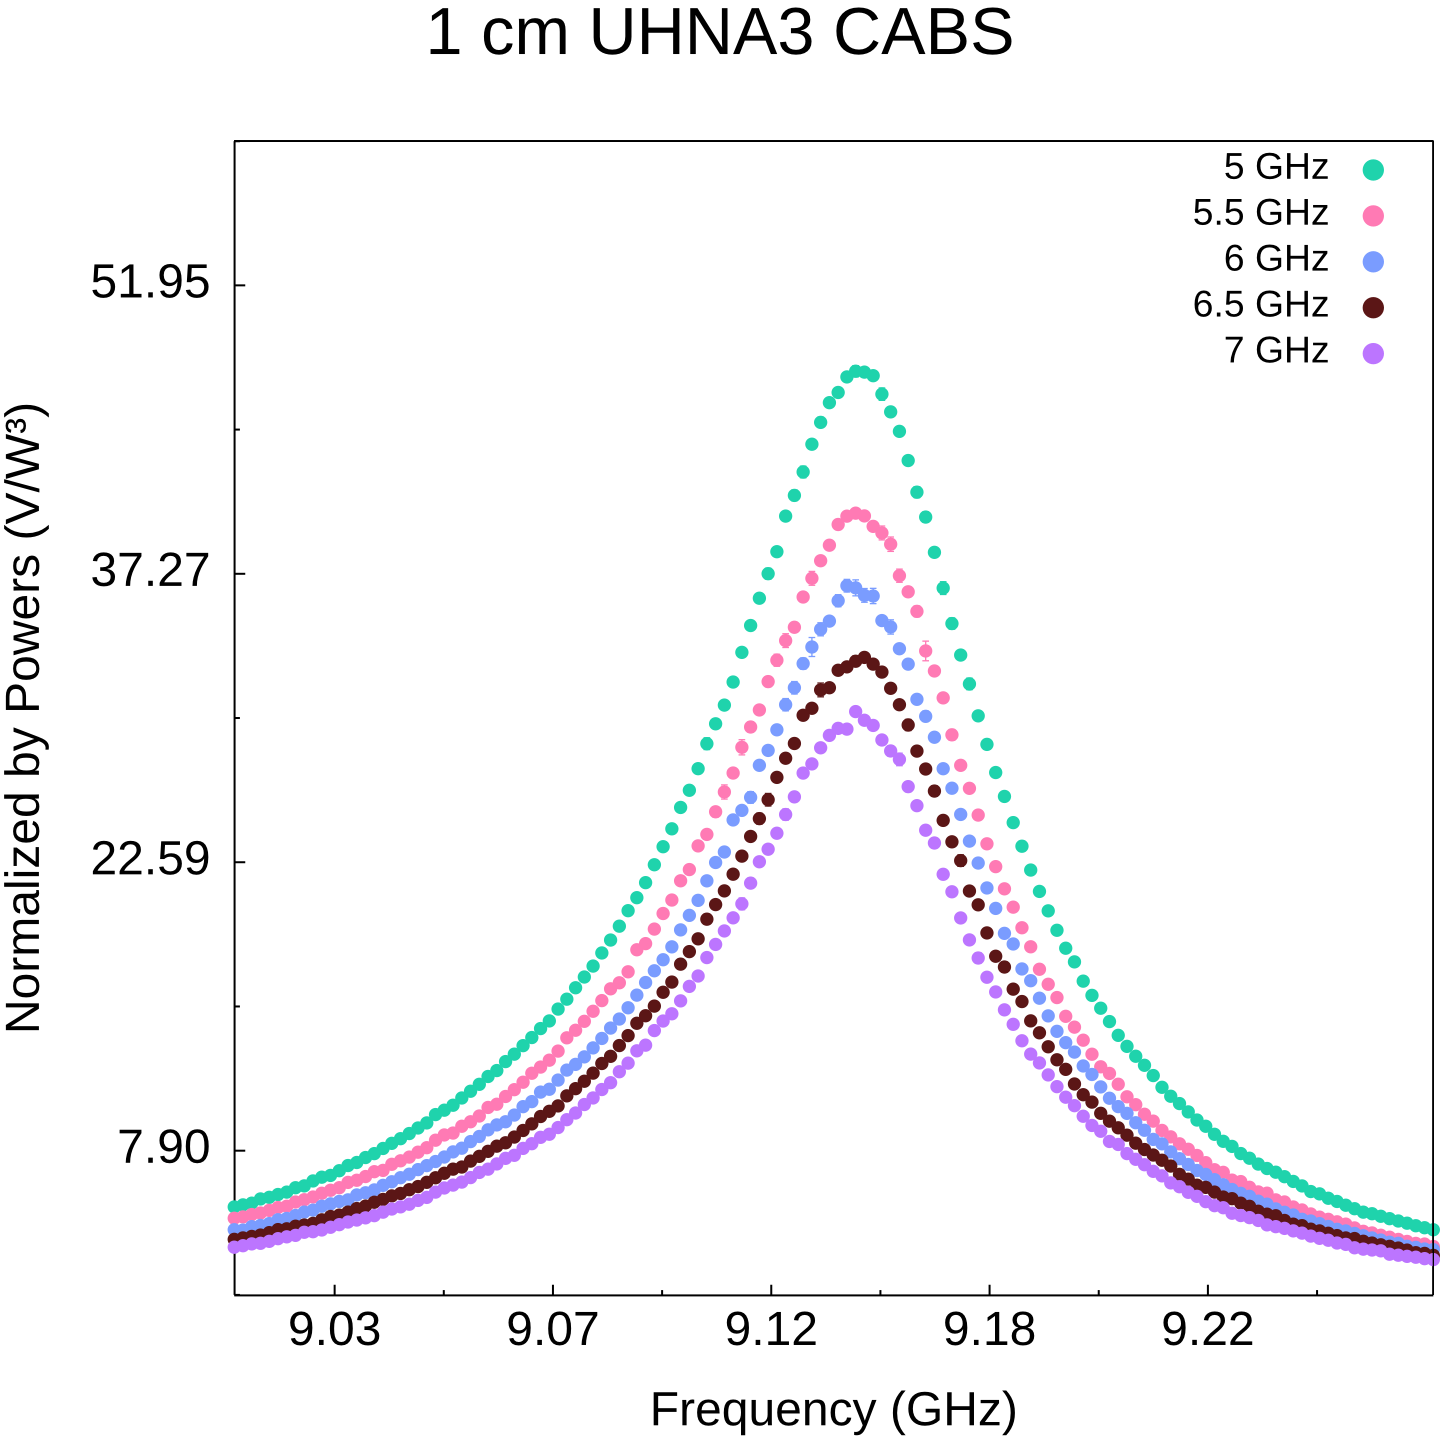 1 cm UHNA3 CABS
5 GHz
5.5 GHz
6 GHz
6.5 GHz
7 GHz
Normalized by Powers (V/W³)
51.95
37.27
22.59
7.90
9.03 9.07 9.12 9.18 9.22
Frequency (GHz)